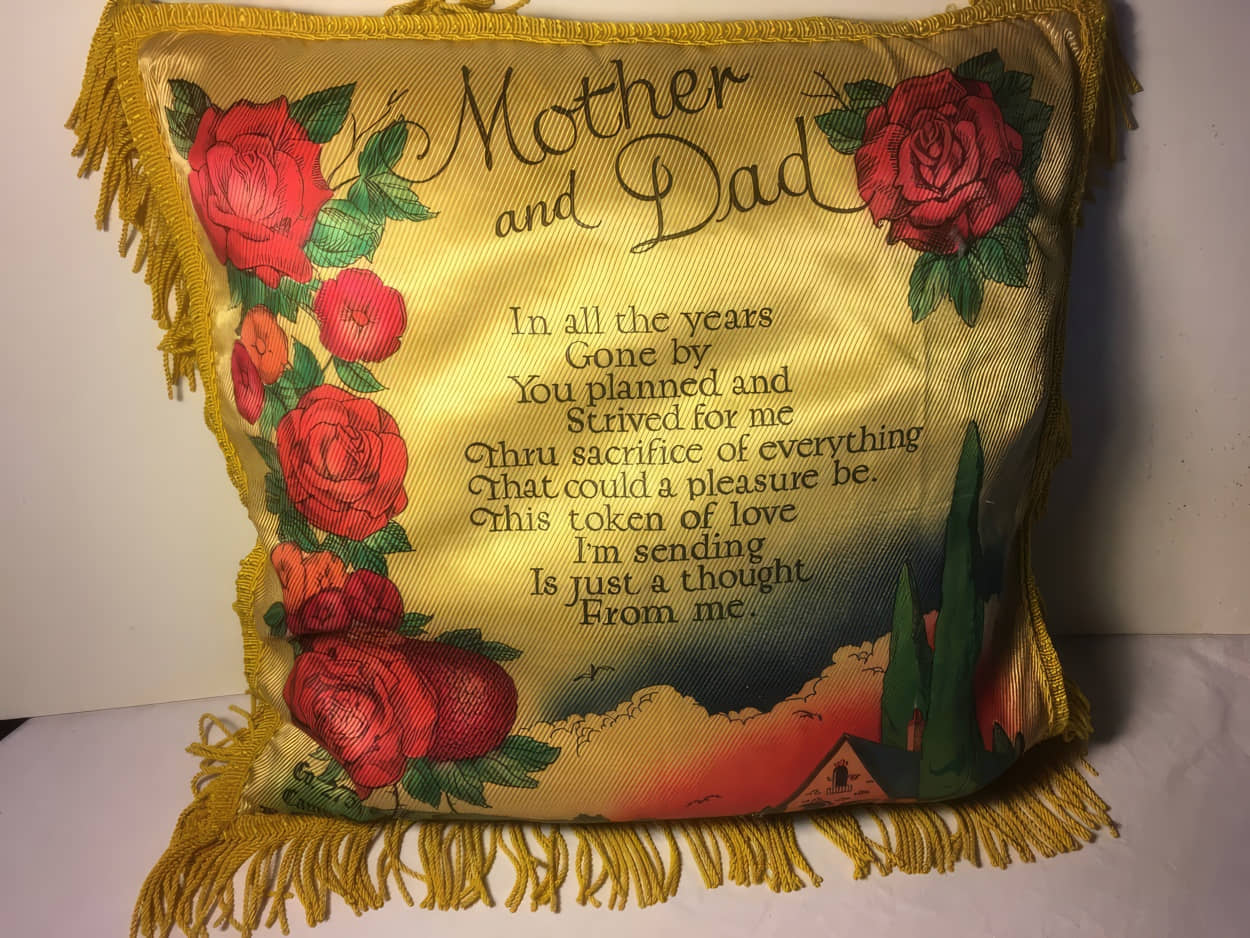 Mother
and Dad
In all the years
Gone by
You planned and
Strived for me
Thru sacrifice of everything
That could a pleasure be.
This token of love
I'm sending
Is just a thought
From me.